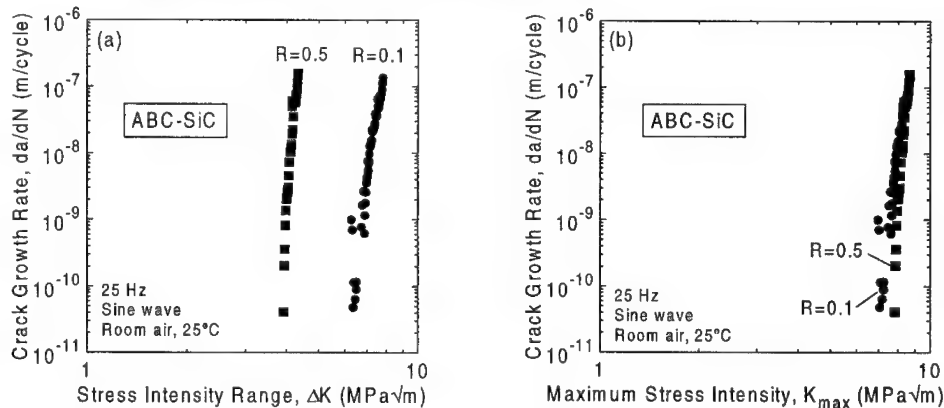 (a)
R=0.5 R=0.1
ABC-SiC
25 Hz
Sine wave
Room air, 25°C
10⁻⁶
10⁻⁷
10⁻⁸
10⁻⁹
10⁻¹⁰
10⁻¹¹
Crack Growth Rate, da/dN (m/cycle)
1 10
Stress Intensity Range, ΔK (MPa√m)
(b)
ABC-SiC
R=0.5
R=0.1
25 Hz
Sine wave
Room air, 25°C
10⁻⁶
10⁻⁷
10⁻⁸
10⁻⁹
10⁻¹⁰
10⁻¹¹
Crack Growth Rate, da/dN (m/cycle)
1 10
Maximum Stress Intensity, Kmax (MPa√m)